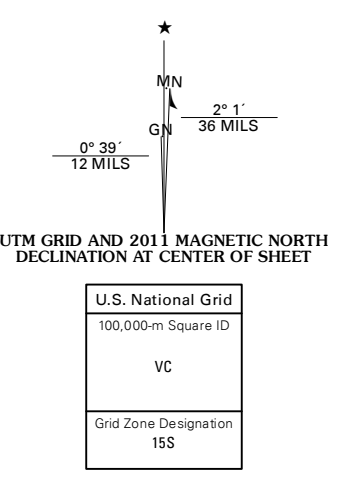 ★
MN
GN
2° 1´
36 MILS
0° 39´
12 MILS
UTM GRID AND 2011 MAGNETIC NORTH
DECLINATION AT CENTER OF SHEET
U.S. National Grid
100,000-m Square ID
VC
Grid Zone Designation
15S